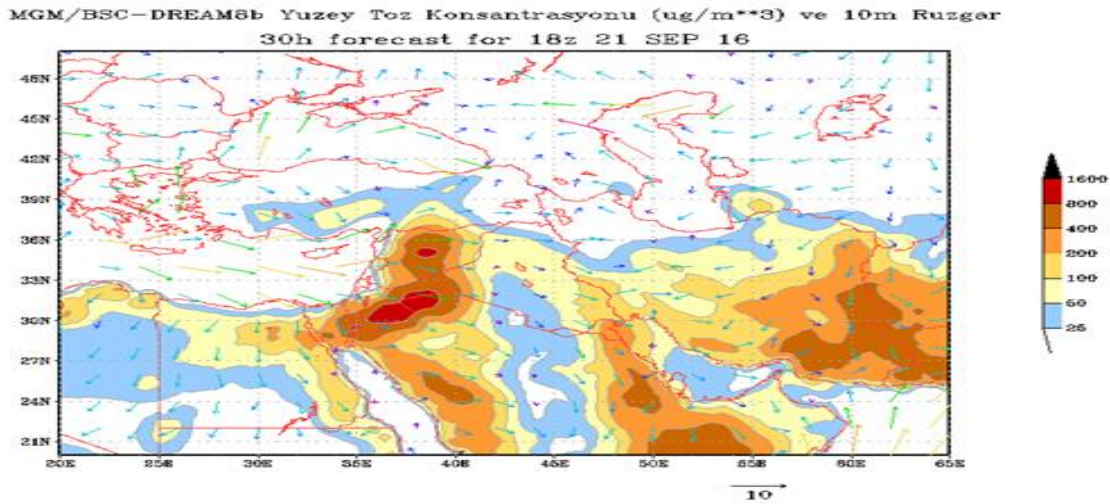 MGM/BSC-DREAM8b Yuzey Toz Konsantrasyonu (ug/m**3) ve 10m Ruzgar
30h forecast for 18z 21 SEP 16
48N
45N
42N
39N
36N
33N
30N
27N
24N
21N
20E 25E 30E 35E 40E 45E 50E 55E 60E 65E
10
1600
800
400
200
100
50
25